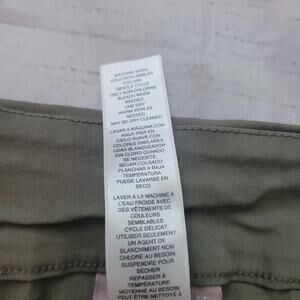 MACHINE WASH
COLD WITH SIMILAR
COLORS
GENTLE CYCLE
ONLY NON-CHLORINE
BLEACH WHEN
NEEDED
LINE DRY
WARM IRON AS
NEEDED
MAY BE DRY CLEANED
LAVAR A MÁQUINA CON
AGUA FRIA EN
CICLO SUAVE CON
COLORES SIMILARES
USAR BLANQUEADOR
SIN CLORO CUANDO
SE NECESITE
SECAR COLGADO
PLANCHAR A BAJA
TEMPERATURA
PUEDE LAVARSE EN
SECO
LAVER À LA MACHINE À
L'EAU FROIDE AVEC
DES VÊTEMENTS DE
COULEURS
SEMBLABLES
CYCLE DÉLICAT
UTILISER SEULEMENT
UN AGENT DE
BLANCHIMENT NON
CHLORÉ AU BESOIN
SUSPENDRE POUR
SÉCHER
REPASSER À
TEMPÉRATURE
MOYENNE AU BESOIN
PEUT ÊTRE NETTOYÉ À